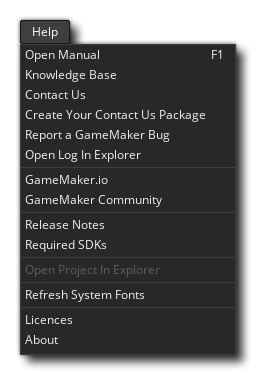 Help
Open Manual F1
Knowledge Base
Contact Us
Create Your Contact Us Package
Report a GameMaker Bug
Open Log In Explorer
GameMaker.io
GameMaker Community
Release Notes
Required SDKs
Open Project In Explorer
Refresh System Fonts
Licences
About